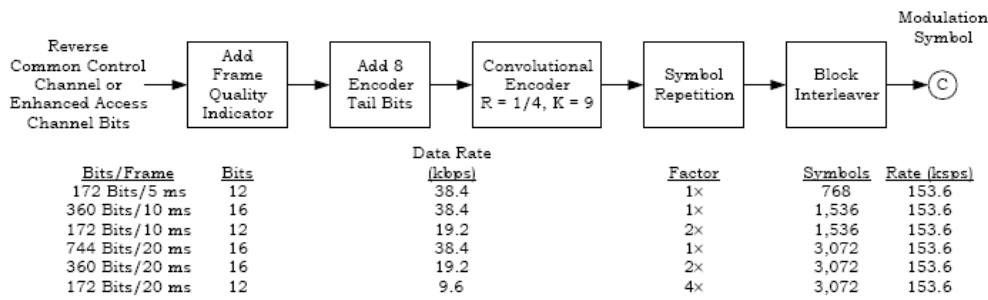 Reverse
Common Control
Channel or
Enhanced Access
Channel Bits
Add
Frame
Quality
Indicator
Add 8
Encoder
Tail Bits
Convolutional
Encoder
R = 1/4, K = 9
Symbol
Repetition
Block
Interleaver
Modulation
Symbol
C
Data Rate
Bits/Frame Bits (kbps) Factor Symbols Rate (ksps)
172 Bits/5 ms 12 38.4 1× 768 153.6
360 Bits/10 ms 16 38.4 1× 1,536 153.6
172 Bits/10 ms 12 19.2 2× 1,536 153.6
744 Bits/20 ms 16 38.4 1× 3,072 153.6
360 Bits/20 ms 16 19.2 2× 3,072 153.6
172 Bits/20 ms 12 9.6 4× 3,072 153.6